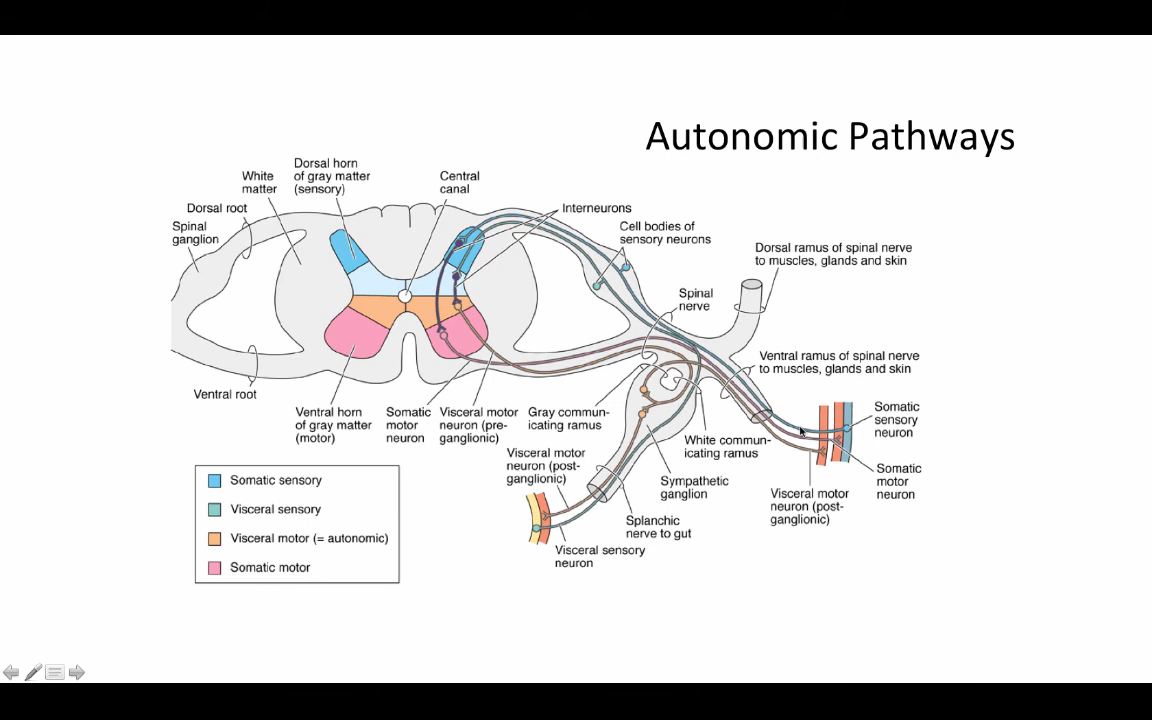 Autonomic Pathways
Dorsal horn
of gray matter
(sensory)
White
matter
Central
canal
Dorsal root
Interneurons
Spinal
ganglion
Cell bodies of
sensory neurons
Dorsal ramus of spinal nerve
to muscles, glands and skin
Spinal
nerve
Ventral ramus of spinal nerve
to muscles, glands and skin
Ventral root
Ventral horn
of gray matter
(motor)
Somatic
motor
neuron
Visceral motor
neuron (pre-
ganglionic)
Gray commun-
icating ramus
White commun-
icating ramus
Somatic
sensory
neuron
Visceral motor
neuron (post-
ganglionic)
Sympathetic
ganglion
Somatic
motor
neuron
Visceral motor
neuron (post-
ganglionic)
Splanchic
nerve to gut
Visceral sensory
neuron
Somatic sensory
Visceral sensory
Visceral motor (= autonomic)
Somatic motor